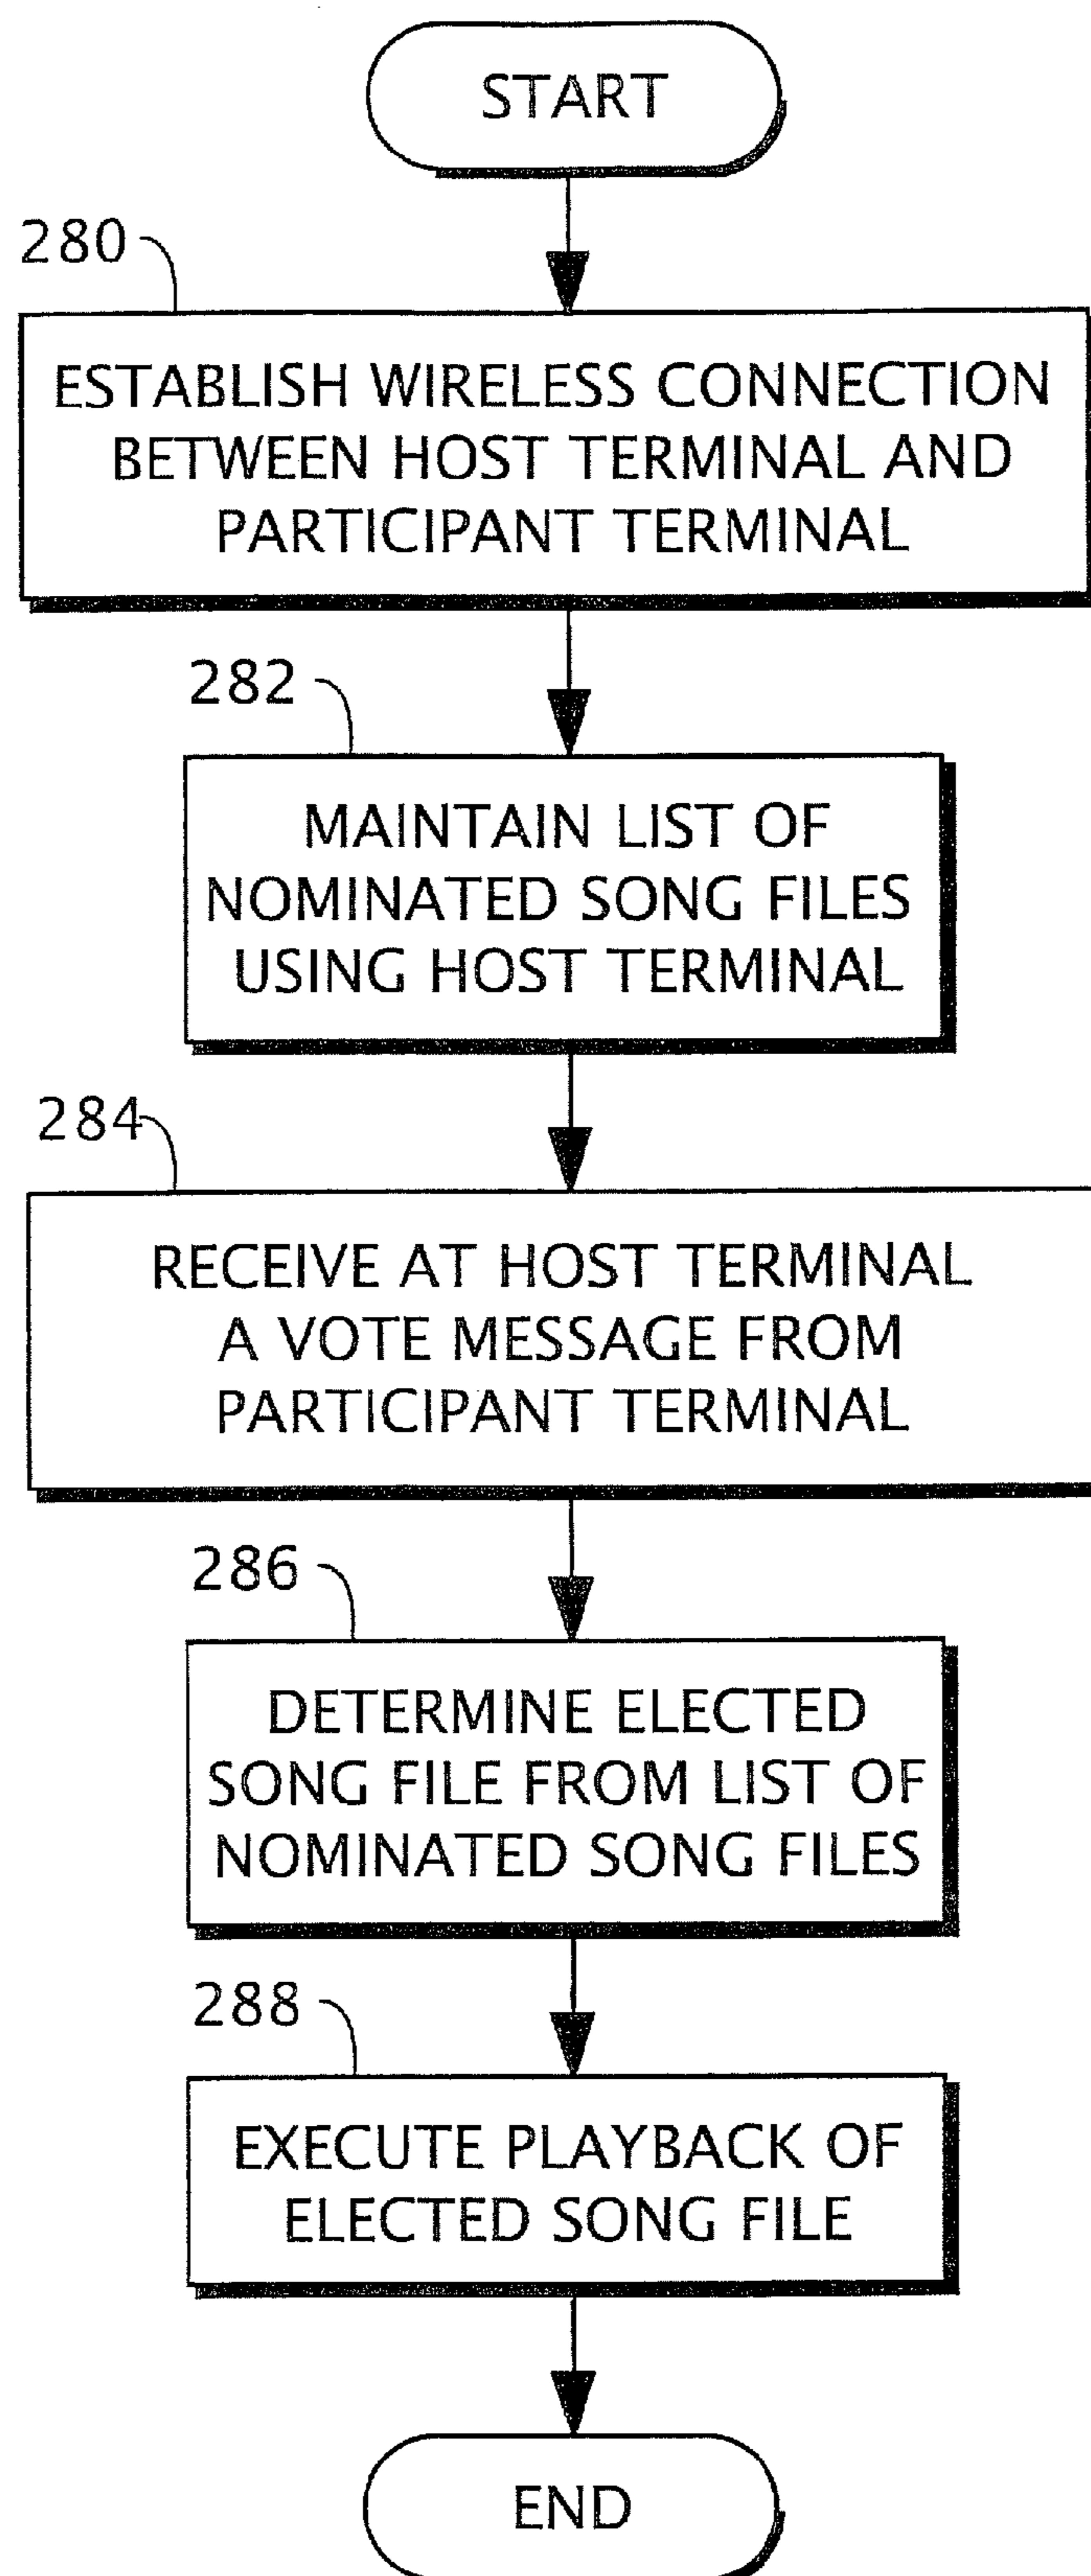 START
280
ESTABLISH WIRELESS CONNECTION
BETWEEN HOST TERMINAL AND
PARTICIPANT TERMINAL
282
MAINTAIN LIST OF
NOMINATED SONG FILES
USING HOST TERMINAL
284
RECEIVE AT HOST TERMINAL
A VOTE MESSAGE FROM
PARTICIPANT TERMINAL
286
DETERMINE ELECTED
SONG FILE FROM LIST OF
NOMINATED SONG FILES
288
EXECUTE PLAYBACK OF
ELECTED SONG FILE
END